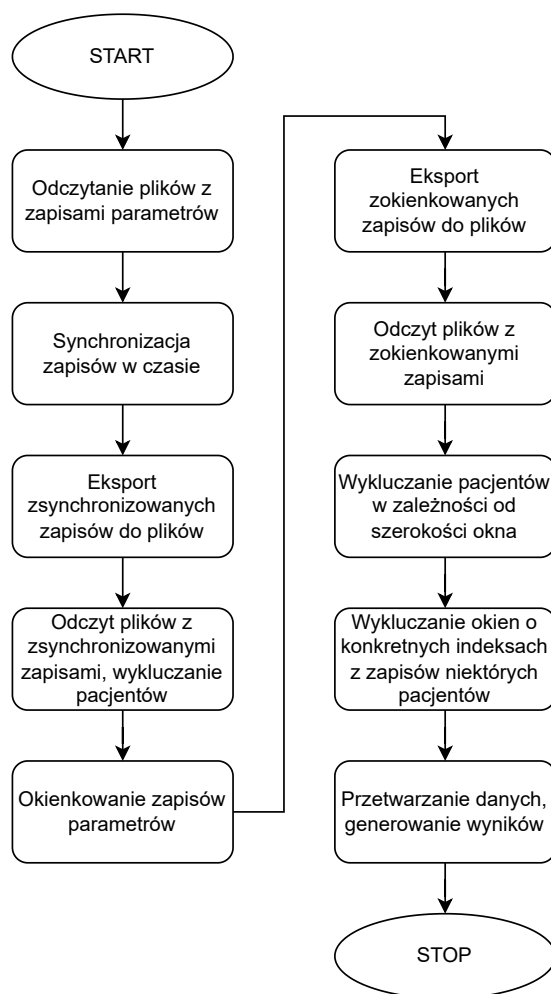 START
Odczytanie plików z
zapisami parametrów
Synchronizacja
zapisów w czasie
Eksport
zsynchronizowanych
zapisów do plików
Odczyt plików z
zsynchronizowanymi
zapisami, wykluczanie
pacjentów
Okienkowanie zapisów
parametrów
Eksport
zokienkowanych
zapisów do plików
Odczyt plików z
zokienkowanymi
zapisami
Wykluczanie pacjentów
w zależności od
szerokości okna
Wykluczanie okien o
konkretnych indeksach
z zapisów niektórych
pacjentów
Przetwarzanie danych,
generowanie wyników
STOP